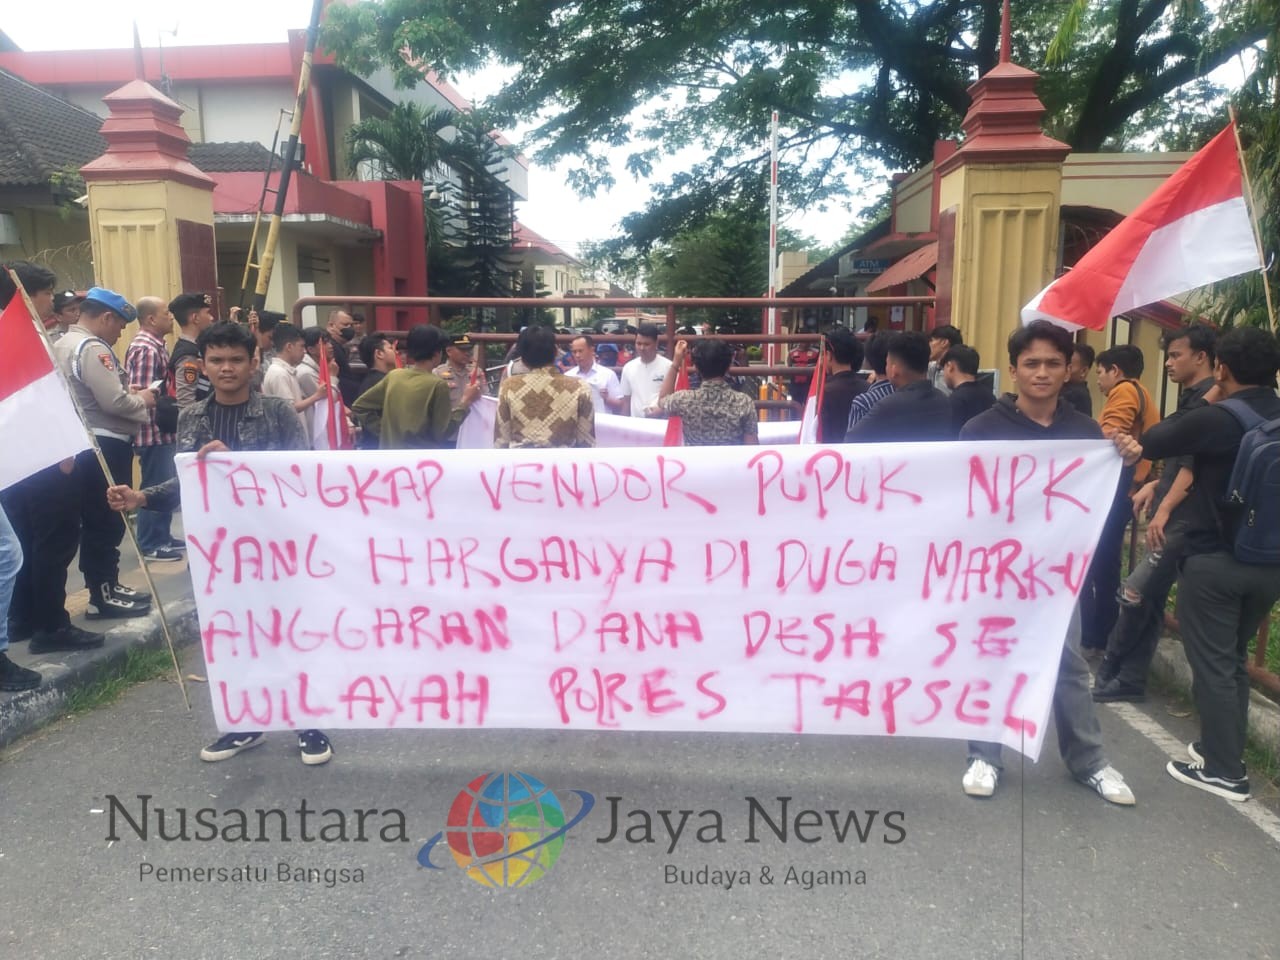 ATM
TANGKAP VENDOR PUPUK NPK
YANG HARGANYA DI DUGA MARK-U
ANGGARAN DANA DESA SE
WILAYAH POLRES TAPSEL
Nusantara Jaya News
Pemersatu Bangsa Budaya & Agama